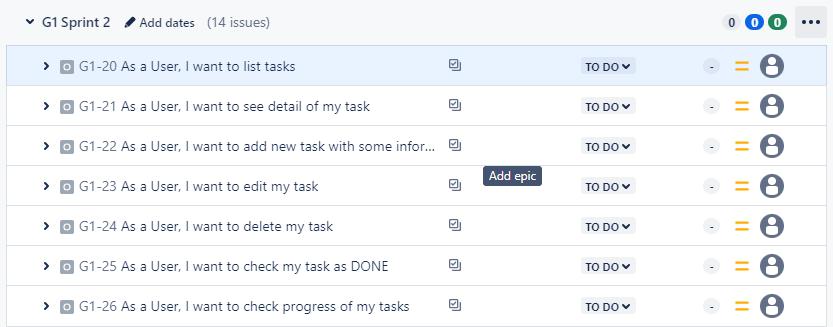 G1 Sprint 2 Add dates (14 issues) 0 0 0
G1-20 As a User, I want to list tasks TO DO -
G1-21 As a User, I want to see detail of my task TO DO -
G1-22 As a User, I want to add new task with some infor... TO DO -
Add epic
G1-23 As a User, I want to edit my task TO DO -
G1-24 As a User, I want to delete my task TO DO -
G1-25 As a User, I want to check my task as DONE TO DO -
G1-26 As a User, I want to check progress of my tasks TO DO -